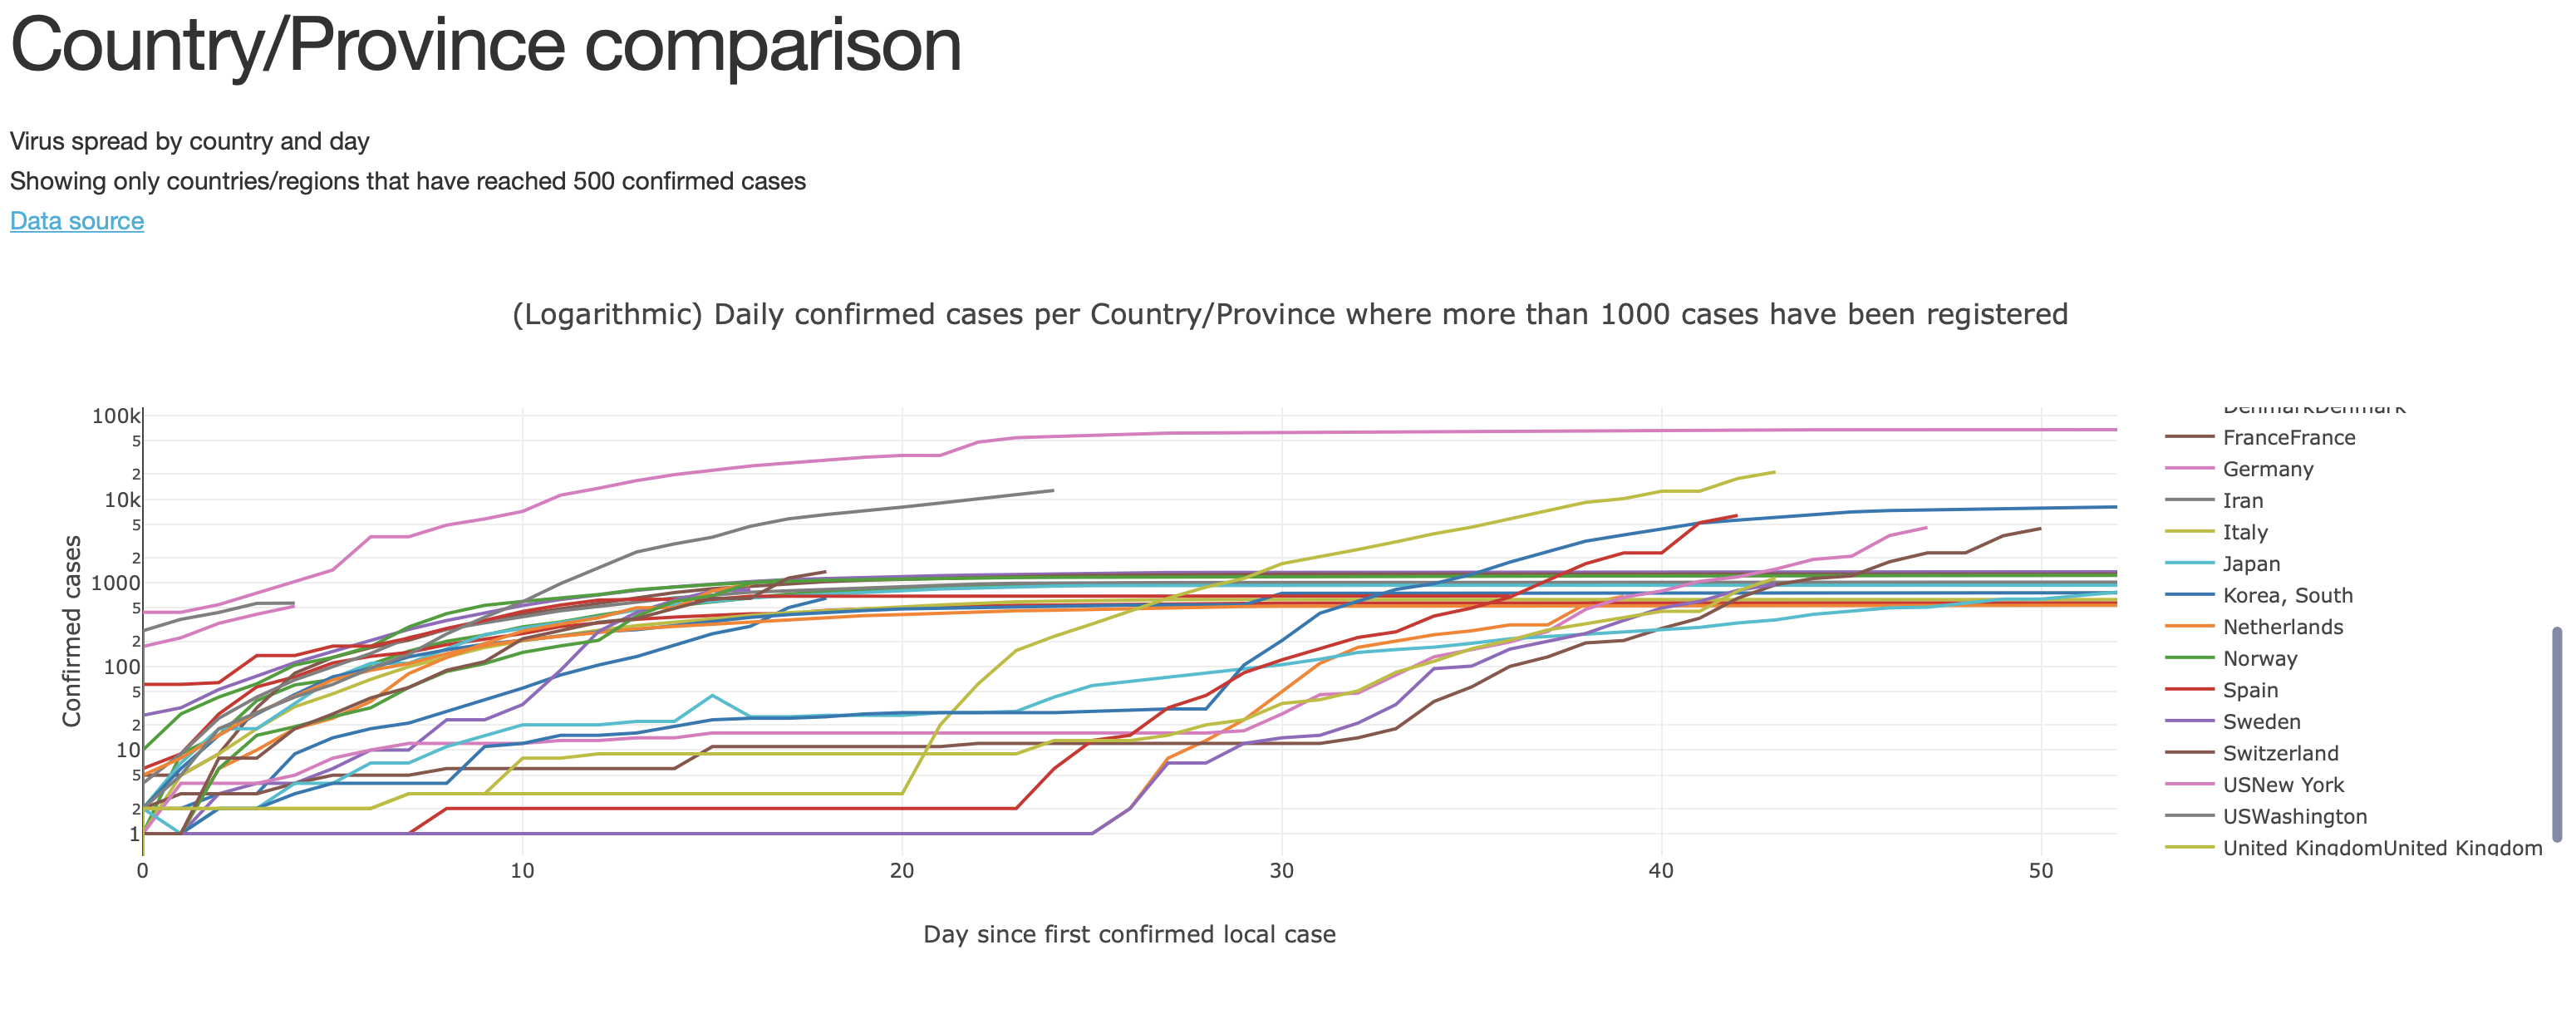 Country/Province comparison
Virus spread by country and day
Showing only countries/regions that have reached 500 confirmed cases
Data source
(Logarithmic) Daily confirmed cases per Country/Province where more than 1000 cases have been registered
Confirmed cases
100k
5
2
10k
5
2
1000
5
2
100
5
2
10
5
2
1
0
10
20
30
40
50
Day since first confirmed local case
DenmarkDenmark
FranceFrance
Germany
Iran
Italy
Japan
Korea, South
Netherlands
Norway
Spain
Sweden
Switzerland
USNew York
USWashington
United KingdomUnited Kingdom